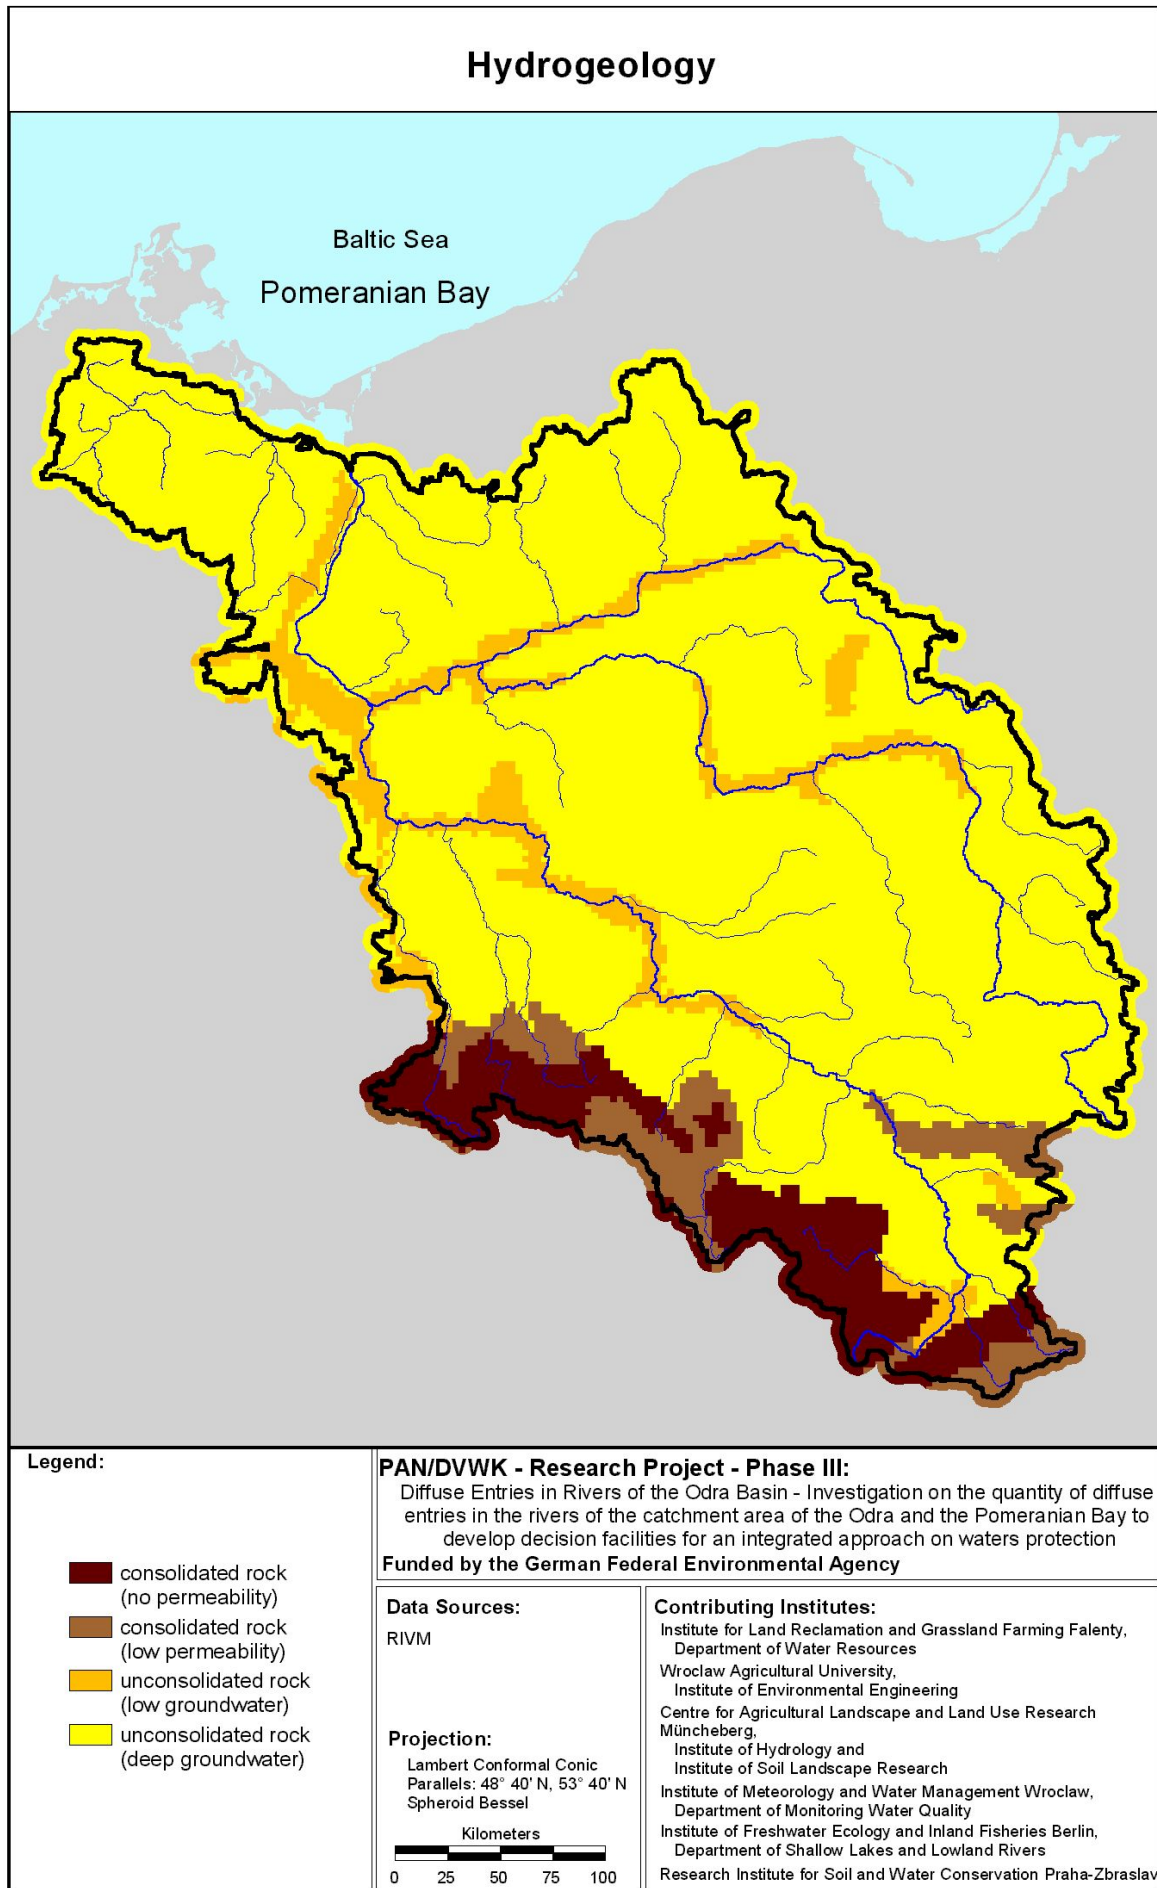 Hydrogeology
Baltic Sea
Pomeranian Bay
Legend:
consolidated rock
(no permeability)
consolidated rock
(low permeability)
unconsolidated rock
(low groundwater)
unconsolidated rock
(deep groundwater)
PAN/DVWK - Research Project - Phase III:
Diffuse Entries in Rivers of the Odra Basin - Investigation on the quantity of diffuse
entries in the rivers of the catchment area of the Odra and the Pomeranian Bay to
develop decision facilities for an integrated approach on waters protection
Funded by the German Federal Environmental Agency
Data Sources:
RIVM
Projection:
Lambert Conformal Conic
Parallels: 48° 40' N, 53° 40' N
Spheroid Bessel
Kilometers
0 25 50 75 100
Contributing Institutes:
Institute for Land Reclamation and Grassland Farming Falenty,
Department of Water Resources
Wroclaw Agricultural University,
Institute of Environmental Engineering
Centre for Agricultural Landscape and Land Use Research
Müncheberg,
Institute of Hydrology and
Institute of Soil Landscape Research
Institute of Meteorology and Water Management Wroclaw,
Department of Monitoring Water Quality
Institute of Freshwater Ecology and Inland Fisheries Berlin,
Department of Shallow Lakes and Lowland Rivers
Research Institute for Soil and Water Conservation Praha-Zbraslav